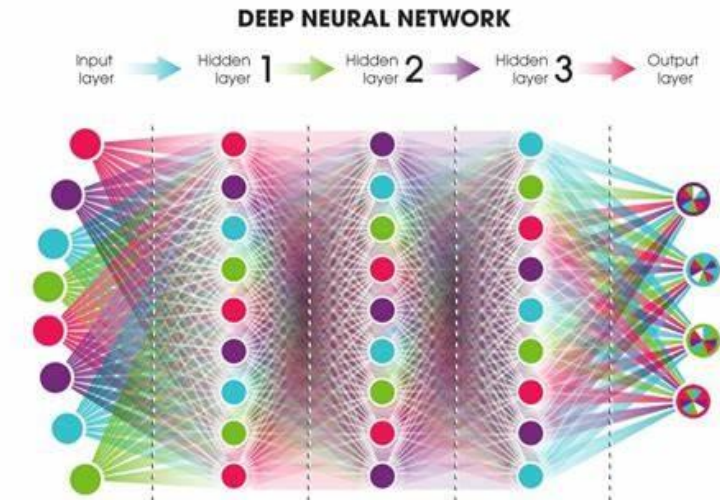 DEEP NEURAL NETWORK
Input layer
Hidden layer 1
Hidden layer 2
Hidden layer 3
Output layer